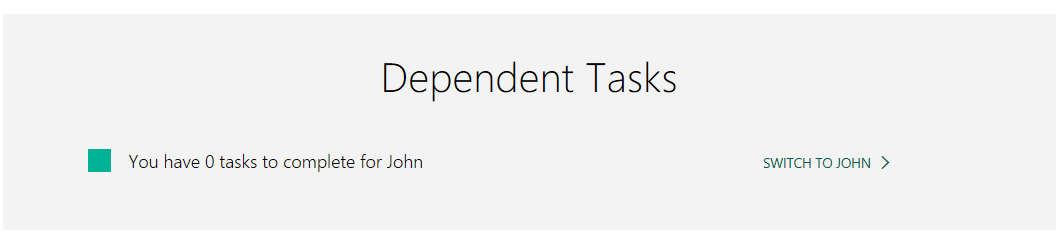 Dependent Tasks
You have 0 tasks to complete for John
SWITCH TO JOHN